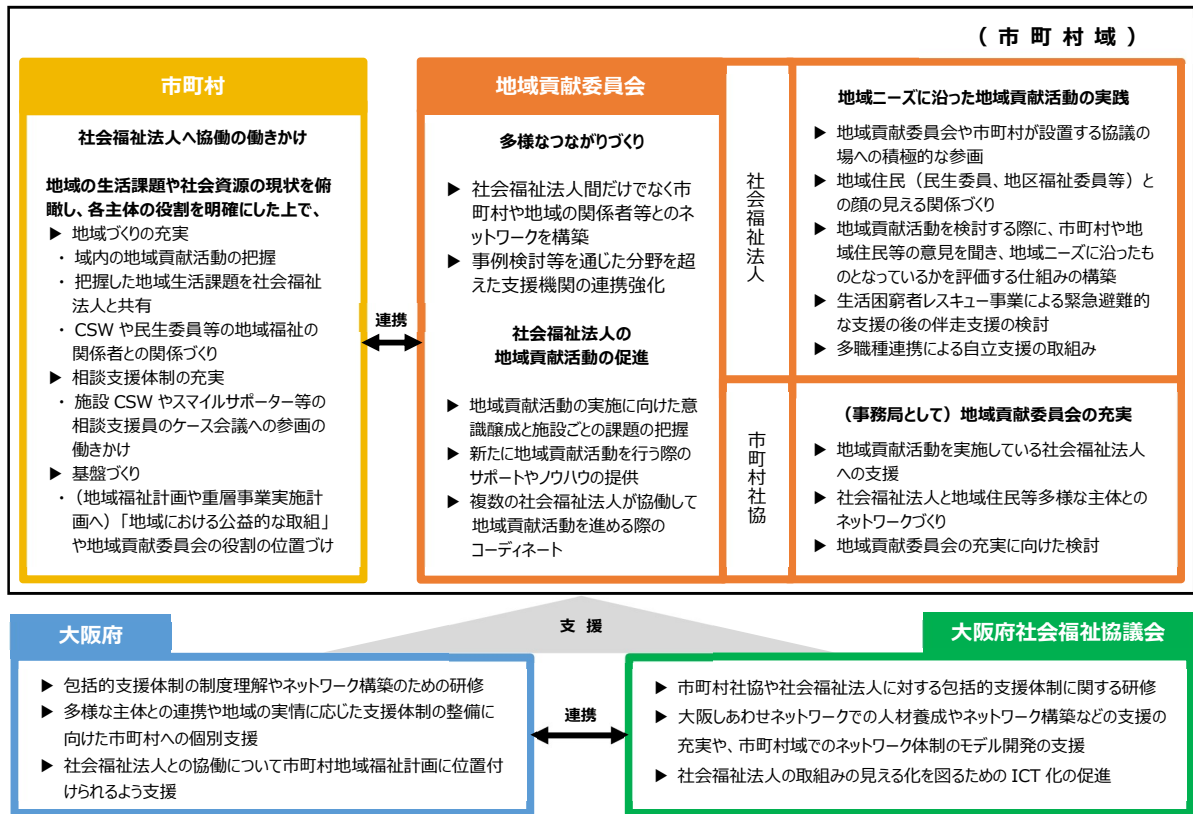 （市町村域）
市町村
社会福祉法人へ協働の働きかけ
地域の生活課題や社会資源の現状を俯
瞰し、各主体の役割を明確にした上で、
▶ 地域づくりの充実
・ 域内の地域貢献活動の把握
・ 把握した地域生活課題を社会福祉
法人と共有
・ CSW や民生委員等の地域福祉の
関係者との関係づくり
▶ 相談支援体制の充実
・ 施設 CSW やスマイルサポーター等の
相談支援員のケース会議への参画の
働きかけ
▶ 基盤づくり
・（地域福祉計画や重層事業実施計
画へ）「地域における公益的な取組」
や地域貢献委員会の役割の位置づけ
連携
地域貢献委員会
多様なつながりづくり
▶ 社会福祉法人間だけでなく市
町村や地域の関係者等とのネ
ットワークを構築
▶ 事例検討等を通じた分野を超
えた支援機関の連携強化
社会福祉法人の
地域貢献活動の促進
▶ 地域貢献活動の実施に向けた意
識醸成と施設ごとの課題の把握
▶ 新たに地域貢献活動を行う際の
サポートやノウハウの提供
▶ 複数の社会福祉法人が協働して
地域貢献活動を進める際の
コーディネート
社会福祉法人
地域ニーズに沿った地域貢献活動の実践
▶ 地域貢献委員会や市町村が設置する協議の
場への積極的な参画
▶ 地域住民（民生委員、地区福祉委員等）と
の顔の見える関係づくり
▶ 地域貢献活動を検討する際に、市町村や地
域住民等の意見を聞き、地域ニーズに沿ったも
のとなっているかを評価する仕組みの構築
▶ 生活困窮者レスキュー事業による緊急避難的
な支援の後の伴走支援の検討
▶ 多職種連携による自立支援の取組み
市町村社協
（事務局として）地域貢献委員会の充実
▶ 地域貢献活動を実施している社会福祉法人
への支援
▶ 社会福祉法人と地域住民等多様な主体との
ネットワークづくり
▶ 地域貢献委員会の充実に向けた検討
支 援
大阪府
▶ 包括的支援体制の制度理解やネットワーク構築のための研修
▶ 多様な主体との連携や地域の実情に応じた支援体制の整備に
向けた市町村への個別支援
▶ 社会福祉法人との協働について市町村地域福祉計画に位置付
けられるよう支援
連携
大阪府社会福祉協議会
▶ 市町村社協や社会福祉法人に対する包括的支援体制に関する研修
▶ 大阪しあわせネットワークでの人材養成やネットワーク構築などの支援の
充実や、市町村域でのネットワーク体制のモデル開発の支援
▶ 社会福祉法人の取組みの見える化を図るための ICT 化の促進